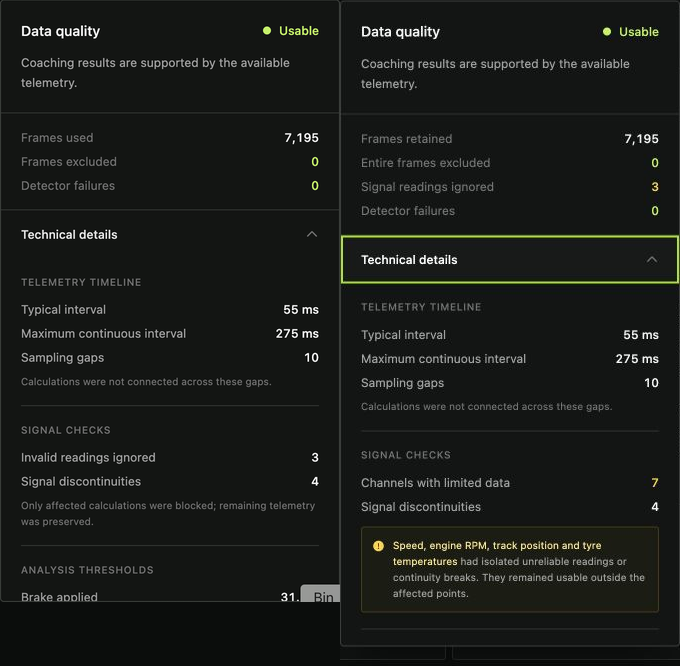 Data quality
Usable
Coaching results are supported by the available
telemetry.
Frames used 7,195
Frames excluded 0
Detector failures 0
Technical details
TELEMETRY TIMELINE
Typical interval 55 ms
Maximum continuous interval 275 ms
Sampling gaps 10
Calculations were not connected across these gaps.
SIGNAL CHECKS
Invalid readings ignored 3
Signal discontinuities 4
Only affected calculations were blocked; remaining telemetry
was preserved.
ANALYSIS THRESHOLDS
Brake applied 31.
Bin
Data quality
Usable
Coaching results are supported by the available
telemetry.
Frames retained 7,195
Entire frames excluded 0
Signal readings ignored 3
Detector failures 0
Technical details
TELEMETRY TIMELINE
Typical interval 55 ms
Maximum continuous interval 275 ms
Sampling gaps 10
Calculations were not connected across these gaps.
SIGNAL CHECKS
Channels with limited data 7
Signal discontinuities 4
Speed, engine RPM, track position and tyre
temperatures had isolated unreliable readings or
continuity breaks. They remained usable outside the
affected points.